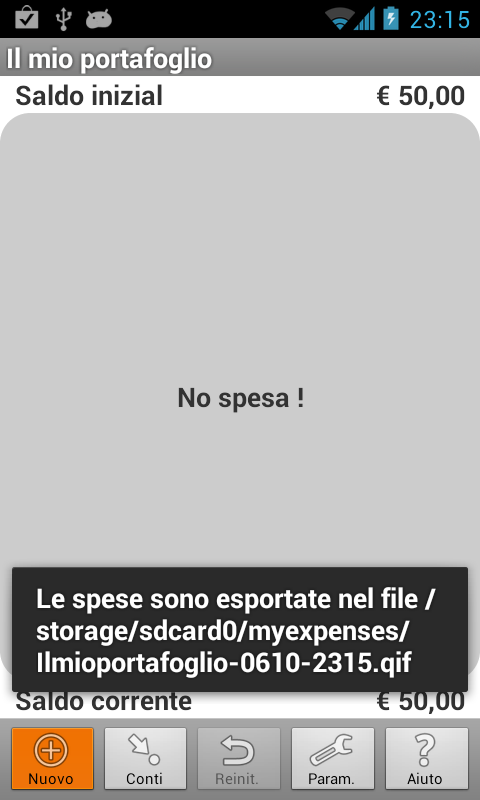 23:15
Il mio portafoglio
Saldo inizial € 50,00
No spesa !
Le spese sono esportate nel file /
storage/sdcard0/myexpenses/
Ilmioportafoglio-0610-2315.qif
Saldo corrente € 50,00
Nuovo Conti Reinit. Param. Aiuto